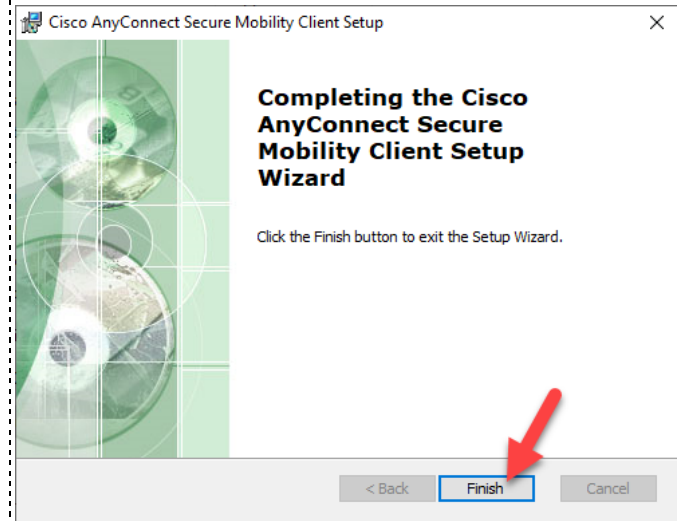 Cisco AnyConnect Secure Mobility Client Setup
Completing the Cisco
AnyConnect Secure
Mobility Client Setup
Wizard
Click the Finish button to exit the Setup Wizard.
< Back Finish Cancel